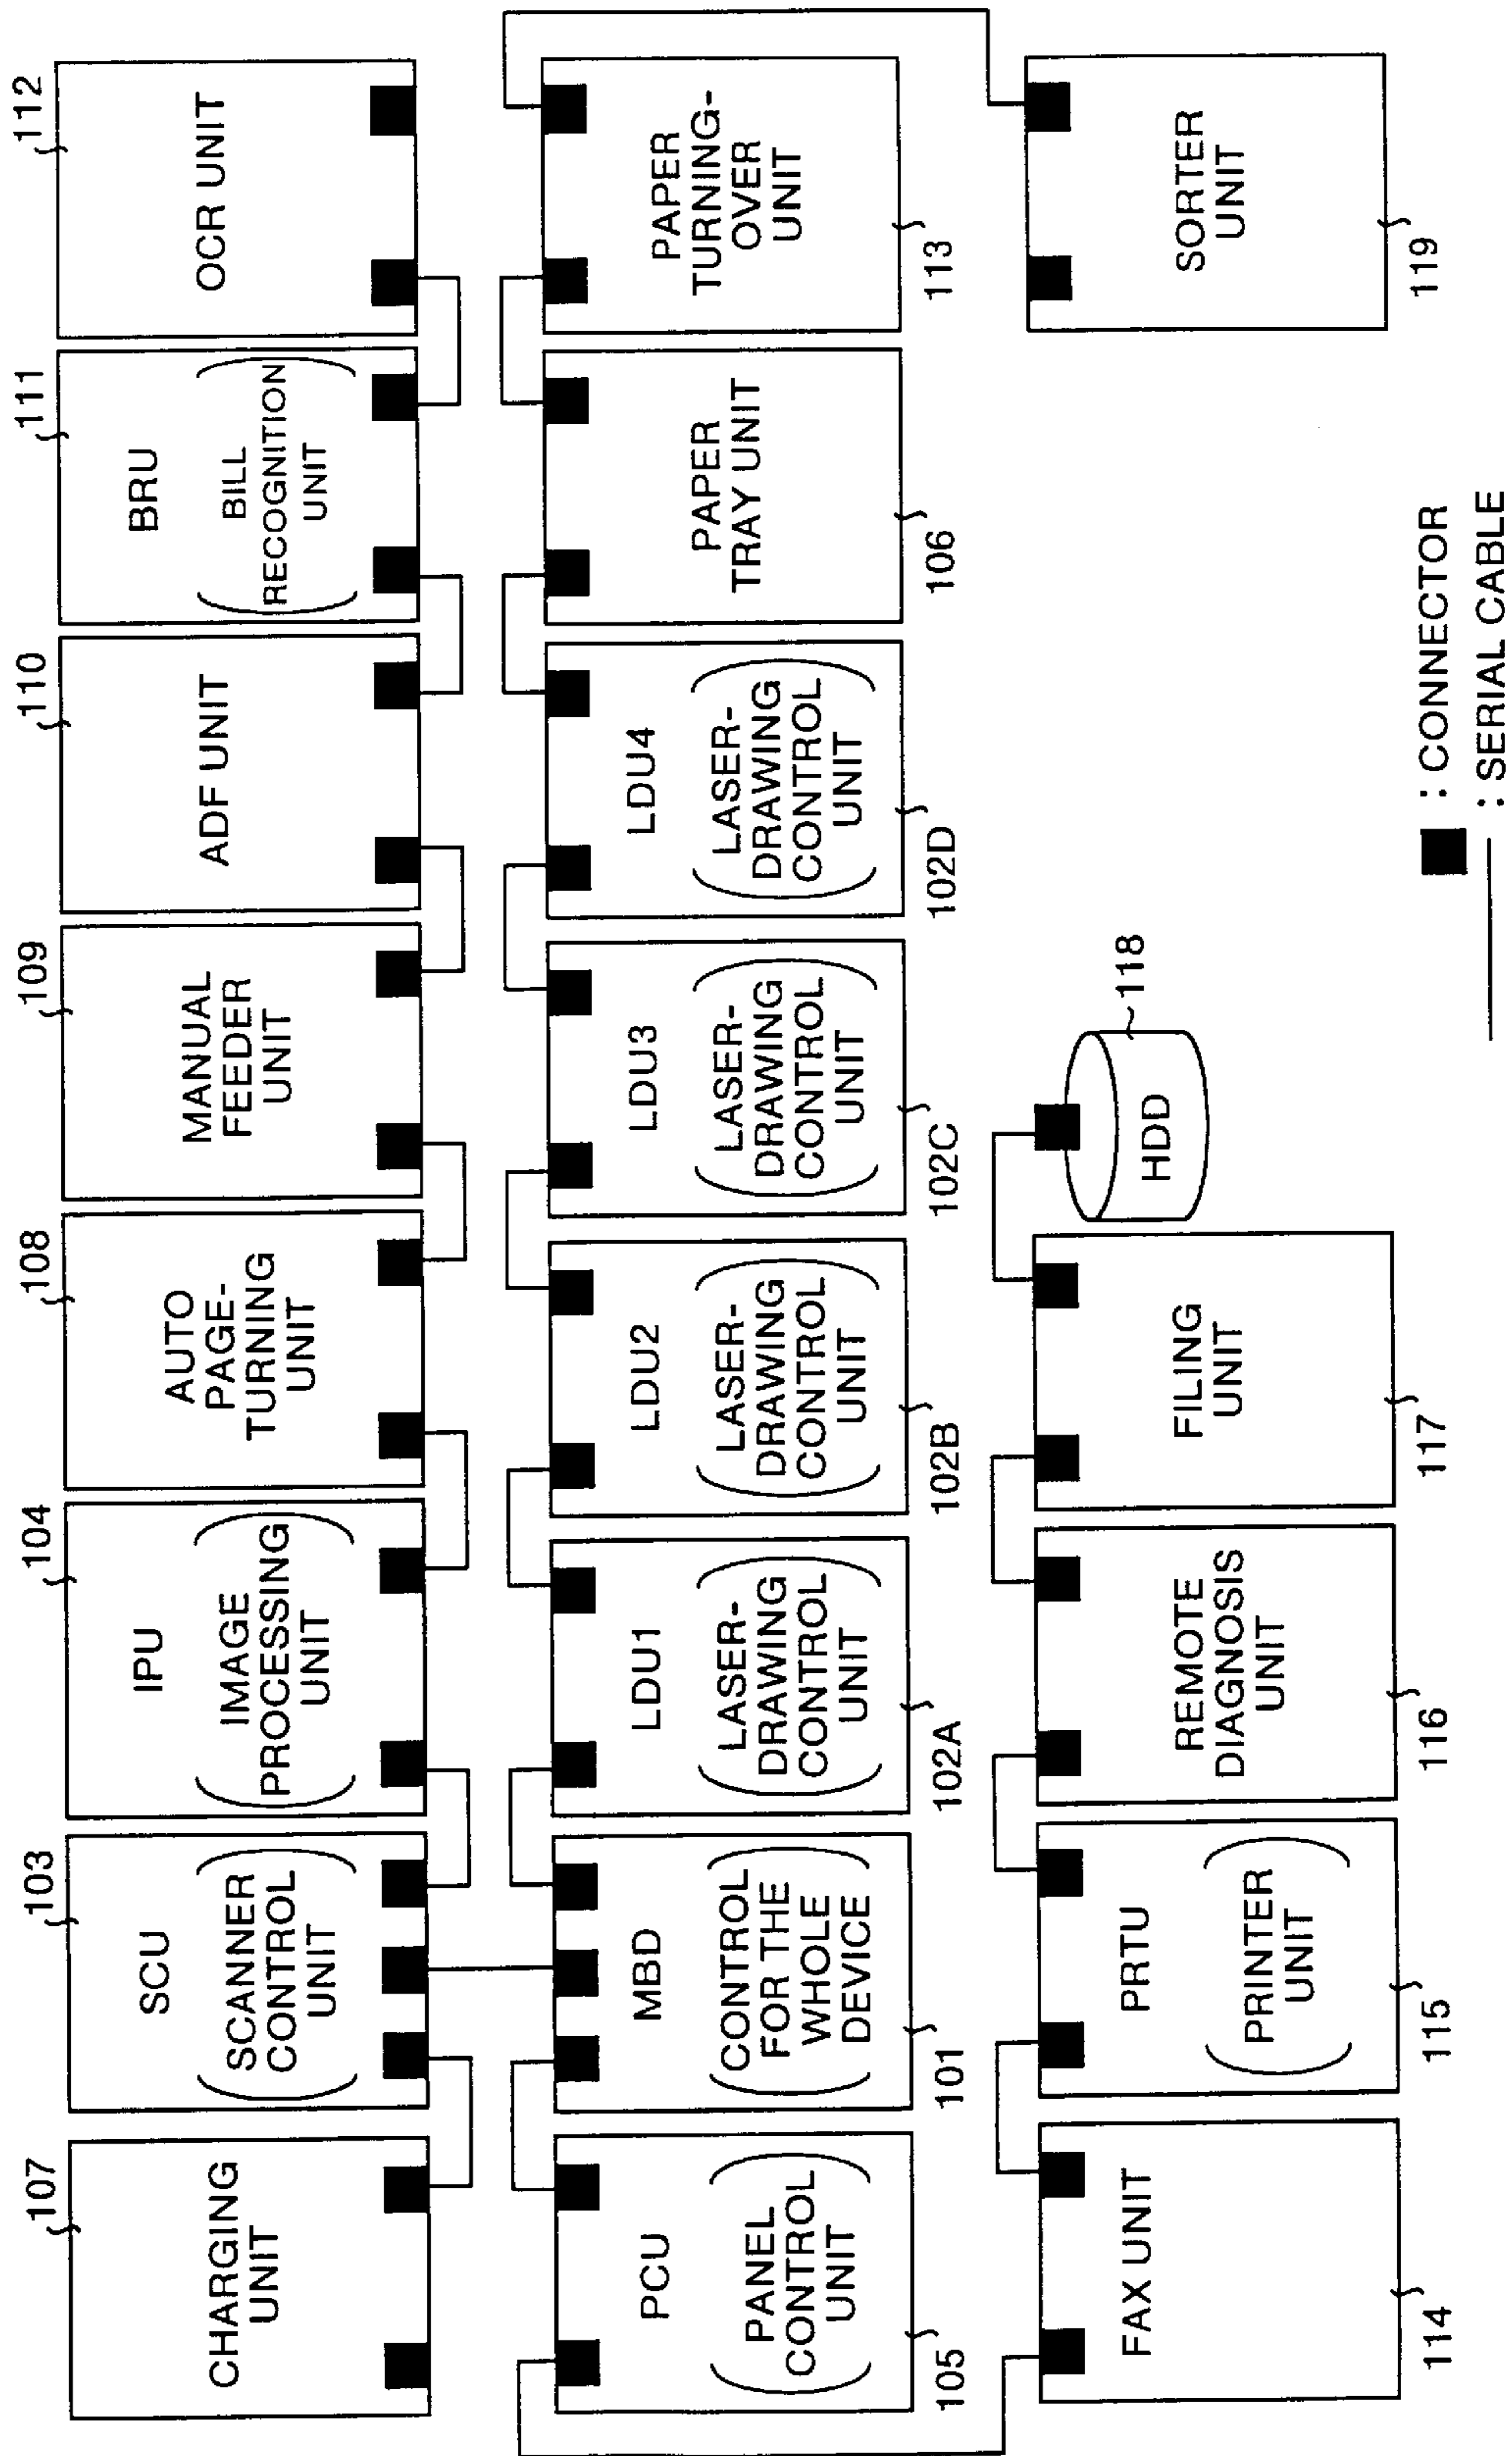 107
CHARGING
UNIT
103
SCU
SCANNER
CONTROL
UNIT
104
IPU
IMAGE
PROCESSING
UNIT
108
AUTO
PAGE-
TURNING
UNIT
109
MANUAL
FEEDER
UNIT
110
ADF UNIT
111
BRU
BILL
RECOGNITION
UNIT
112
OCR UNIT
PCU
PANEL
CONTROL
UNIT
105
MBD
CONTROL
FOR THE
WHOLE
DEVICE
101
LDU1
LASER-
DRAWING
CONTROL
UNIT
102A
LDU2
LASER-
DRAWING
CONTROL
UNIT
102B
LDU3
LASER-
DRAWING
CONTROL
UNIT
102C
LDU4
LASER-
DRAWING
CONTROL
UNIT
102D
PAPER
TRAY UNIT
106
PAPER
TURNING-
OVER
UNIT
113
FAX UNIT
114
PRTU
PRINTER
UNIT
115
REMOTE
DIAGNOSIS
UNIT
116
FILING
UNIT
117
HDD
118
SORTER
UNIT
119
: CONNECTOR
: SERIAL CABLE